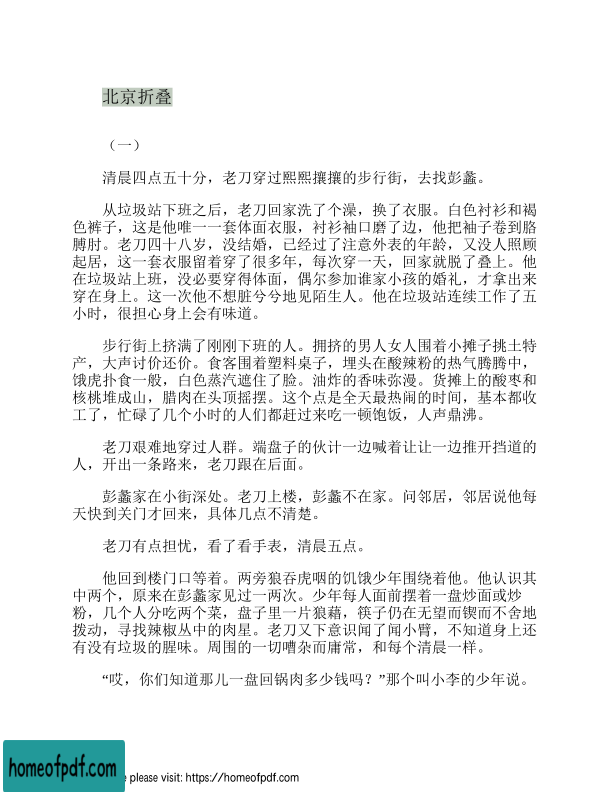 北京折叠
（一）
清晨四点五十分，老刀穿过熙熙攘攘的步行街，去找彭蠡。
从垃圾站下班之后，老刀回家洗了个澡，换了衣服。白色衬衫和褐
色裤子，这是他唯一一套体面衣服，衬衫袖口磨了边，他把袖子卷到胳
膊肘。老刀四十八岁，没结婚，已经过了注意外表的年龄，又没人照顾
起居，这一套衣服留着穿了很多年，每次穿一天，回家就脱了叠上。他
在垃圾站上班，没必要穿得体面，偶尔参加谁家小孩的婚礼，才拿出来
穿在身上。这一次他不想脏兮兮地见陌生人。他在垃圾站连续工作了五
小时，很担心身上会有味道。
步行街上挤满了刚刚下班的人。拥挤的男人女人围着小摊子挑土特
产，大声讨价还价。食客围着塑料桌子，埋头在酸辣粉的热气腾腾中，
饿虎扑食一般，白色蒸汽遮住了脸。油炸的香味弥漫。货摊上的酸枣和
核桃堆成山，腊肉在头顶摇摆。这个点是全天最热闹的时间，基本都收
工了，忙碌了几个小时的人们都赶过来吃一顿饱饭，人声鼎沸。
老刀艰难地穿过人群。端盘子的伙计一边喊着让让一边推开挡道的
人，开出一条路来，老刀跟在后面。
彭蠡家在小街深处。老刀上楼，彭蠡不在家。问邻居，邻居说他每
天快到关门才回来，具体几点不清楚。
老刀有点担忧，看了看手表，清晨五点。
他回到楼门口等着。两旁狼吞虎咽的饥饿少年围绕着他。他认识其
中两个，原来在彭蠡家见过一两次。少年每人面前摆着一盘炒面或炒
粉，几个人分吃两个菜，盘子里一片狼藉，筷子仍在无望而锲而不舍地
拨动，寻找辣椒丛中的肉星。老刀又下意识闻了闻小臂，不知道身上还
有没有垃圾的腥味。周围的一切嘈杂而庸常，和每个清晨一样。
“哎，你们知道那儿一盘回锅肉多少钱吗？”那个叫小李的少年说。
homeofpdf.com
e please visit: https://homeofpdf.com